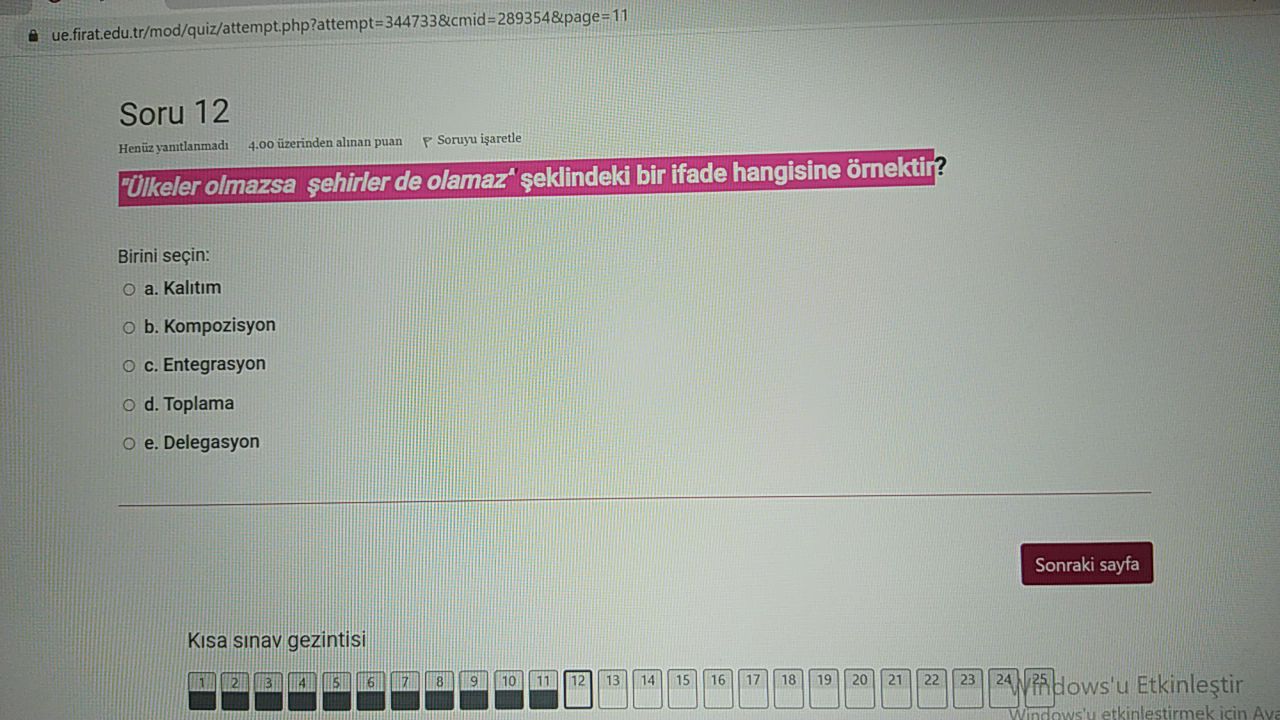 ue.firat.edu.tr/mod/quiz/attempt.php?attempt=344733&cmid=289354&page=11
Soru 12
Henüz yanıtlanmadı 4.00 üzerinden alınan puan Soruyu işaretle
"Ülkeler olmazsa şehirler de olamaz" şeklindeki bir ifade hangisine örnektir?
Birini seçin:
a. Kalıtım
b. Kompozisyon
c. Entegrasyon
d. Toplama
e. Delegasyon
Sonraki sayfa
Kısa sınav gezintisi
1 2 3 4 5 6 7 8 9 10 11 12 13 14 15 16 17 18 19 20 21 22 23 24 25
Windows'u Etkinleştir
Windows'u etkinleştirmek için